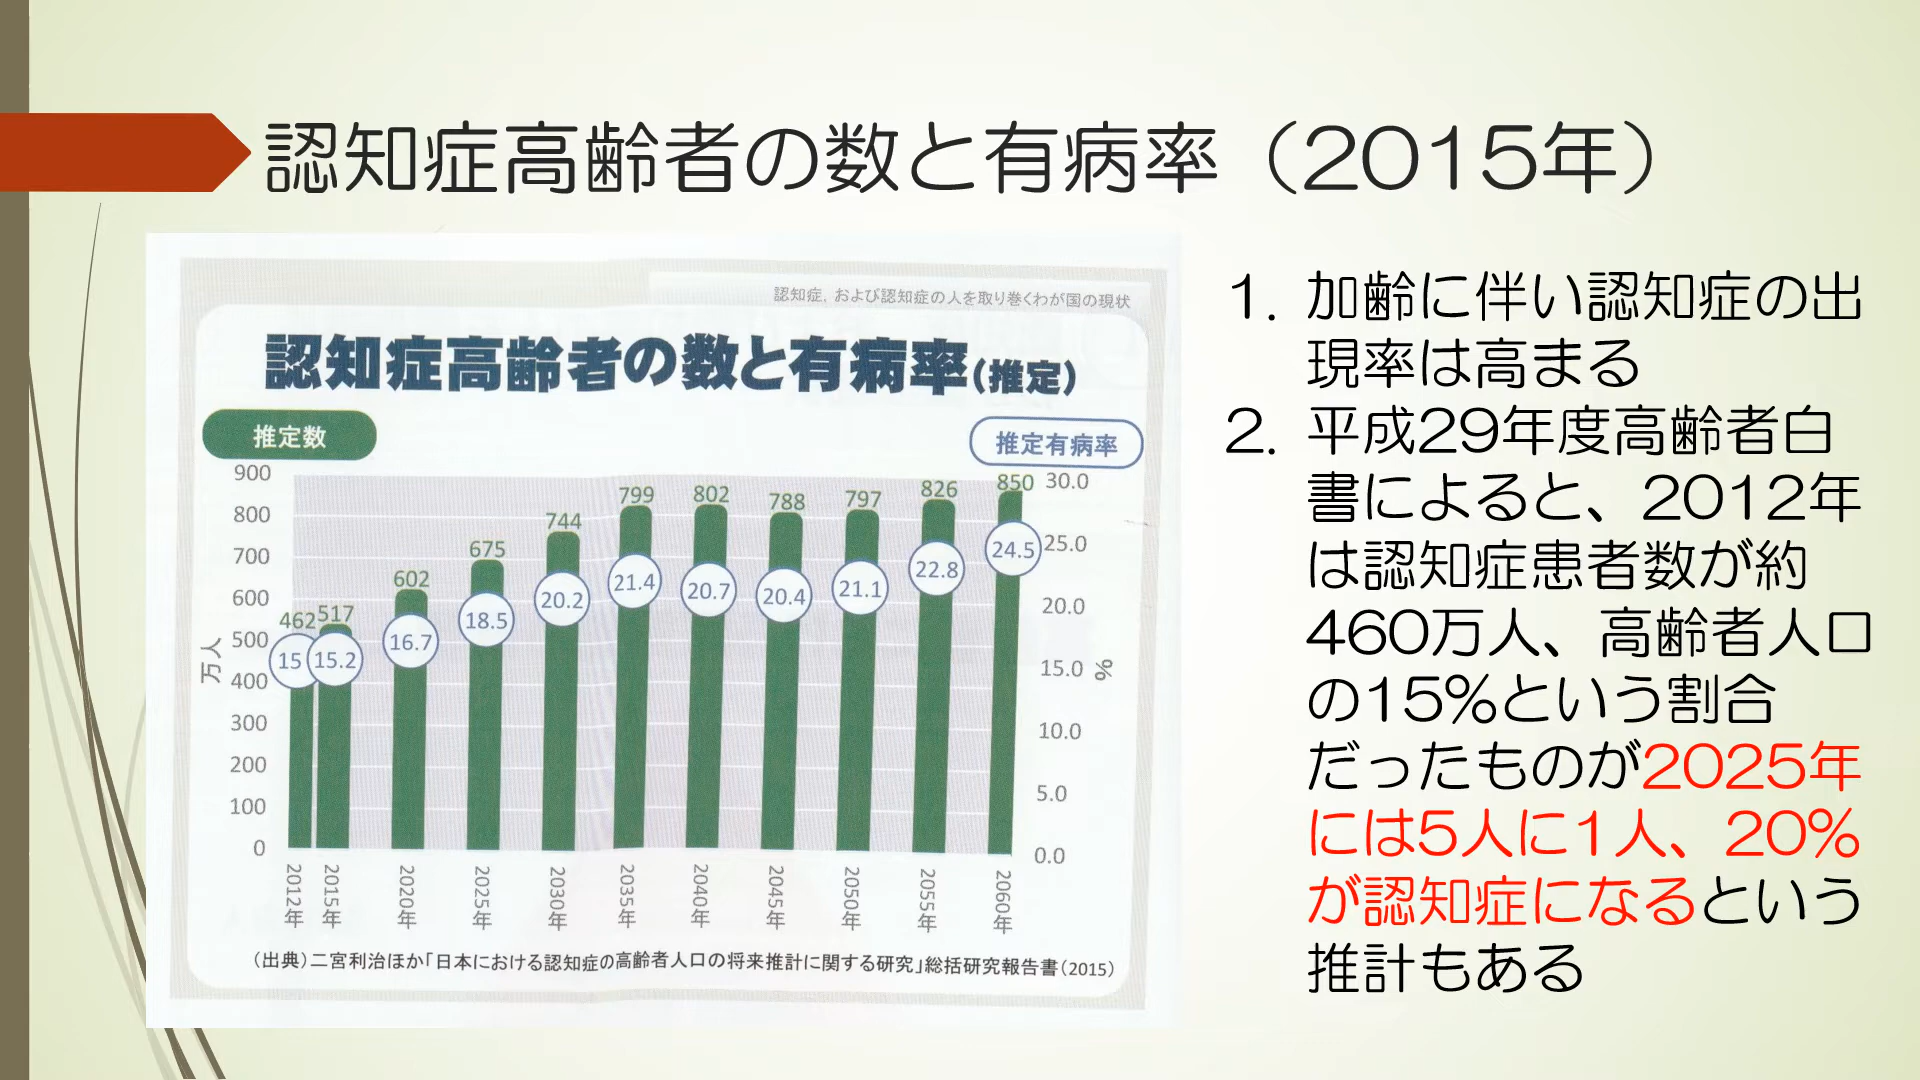 認知症高齢者の数と有病率（2015年）
認知症，および認知症の人を取り巻くわが国の現状
認知症高齢者の数と有病率(推定)
推定数
推定有病率
万人
900
800
700
600
500
400
300
200
100
0
462 517 602 675 744 799 802 788 797 826 850
15 15.2 16.7 18.5 20.2 21.4 20.7 20.4 21.1 22.8 24.5
30.0
25.0
20.0
15.0
10.0
5.0
0.0
%
2012年 2015年 2020年 2025年 2030年 2035年 2040年 2045年 2050年 2055年 2060年
（出典）二宮利治ほか「日本における認知症の高齢者人口の将来推計に関する研究」総括研究報告書（2015）
1. 加齢に伴い認知症の出
現率は高まる
2. 平成29年度高齢者白
書によると、2012年
は認知症患者数が約
460万人、高齢者人口
の15%という割合
だったものが2025年
には5人に1人、20%
が認知症になるという
推計もある